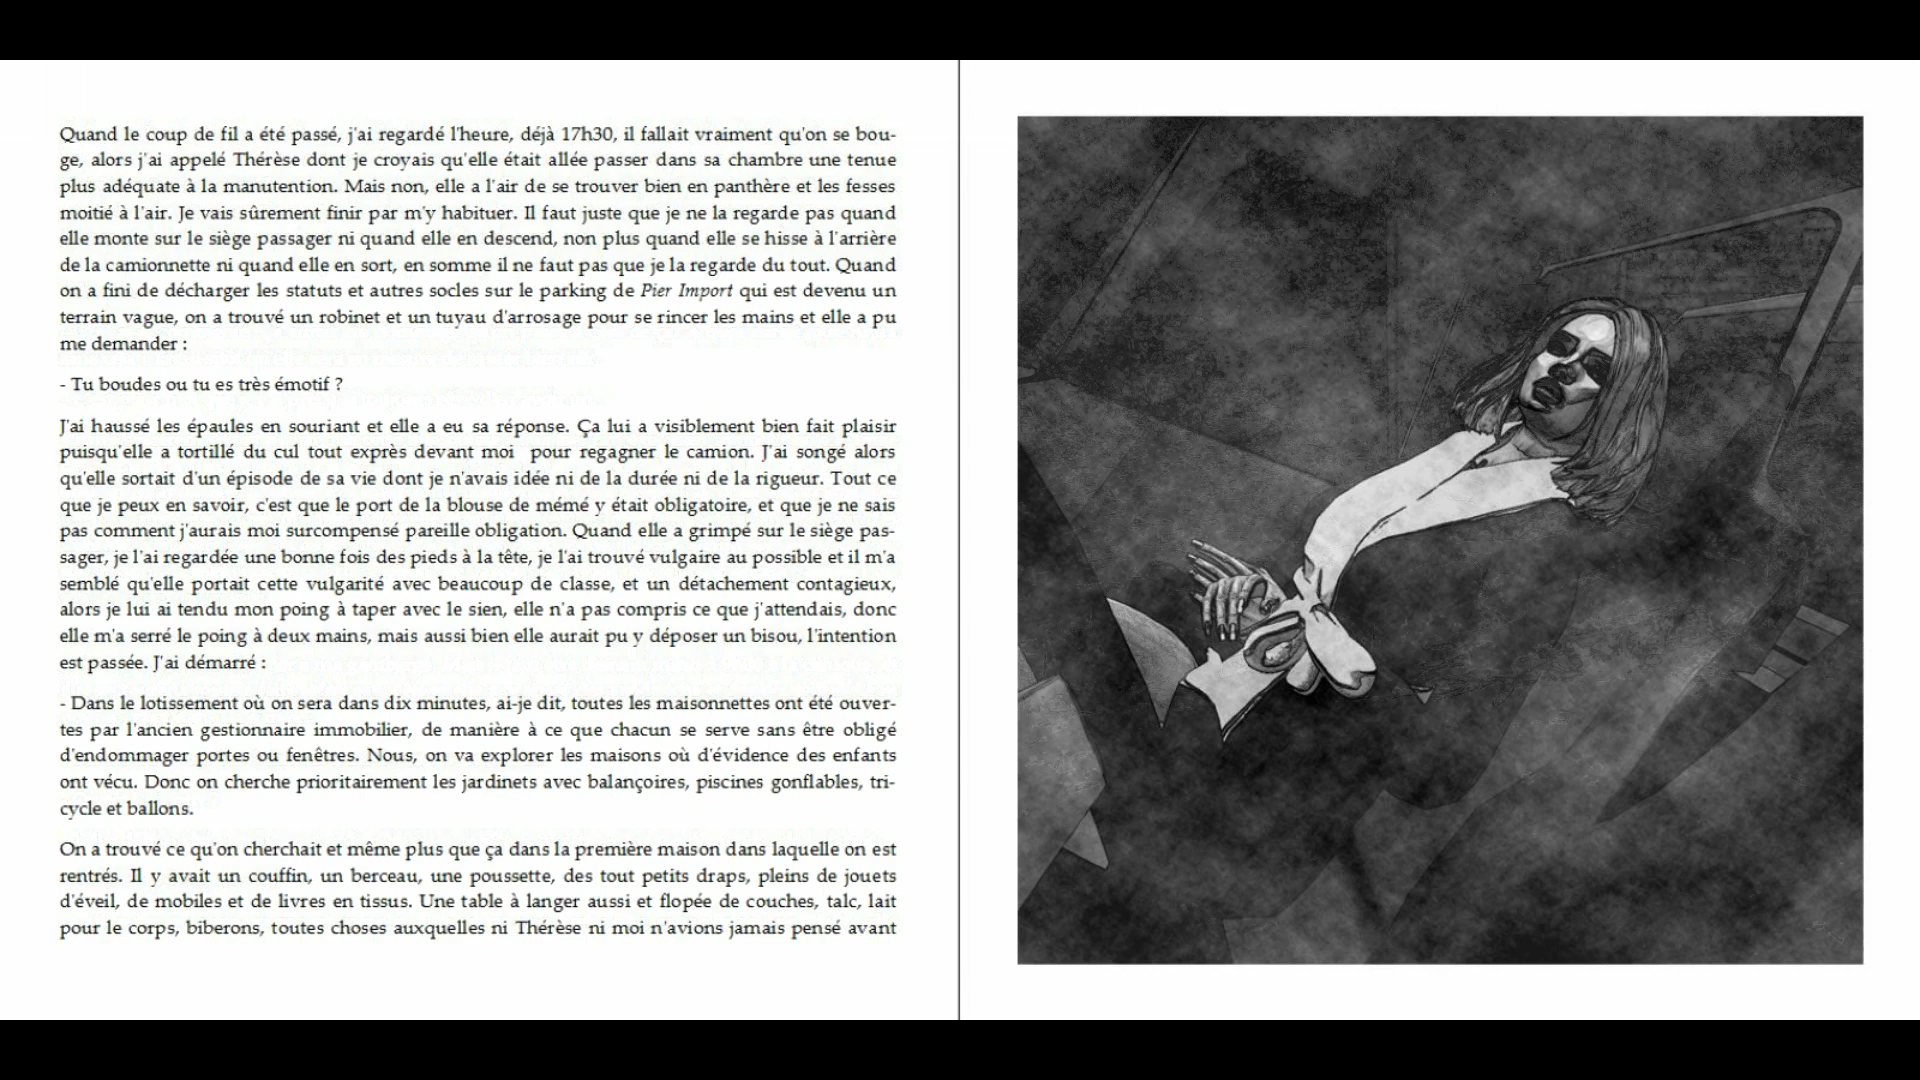 Quand le coup de fil a été passé, j'ai regardé l'heure, déjà 17h30, il fallait vraiment qu'on se bou-
ge, alors j'ai appelé Thérèse dont je croyais qu'elle était allée passer dans sa chambre une tenue
plus adéquate à la manutention. Mais non, elle a l'air de se trouver bien en panthère et les fesses
moitié à l'air. Je vais sûrement finir par m'y habituer. Il faut juste que je ne la regarde pas quand
elle monte sur le siège passager ni quand elle en descend, non plus quand elle se hisse à l'arrière
de la camionnette ni quand elle en sort, en somme il ne faut pas que je la regarde du tout. Quand
on a fini de décharger les statuts et autres socles sur le parking de Pier Import qui est devenu un
terrain vague, on a trouvé un robinet et un tuyau d'arrosage pour se rincer les mains et elle a pu
me demander :
- Tu boudes ou tu es très émotif ?
J'ai haussé les épaules en souriant et elle a eu sa réponse. Ça lui a visiblement bien fait plaisir
puisqu'elle a tortillé du cul tout exprès devant moi pour regagner le camion. J'ai songé alors
qu'elle sortait d'un épisode de sa vie dont je n'avais idée ni de la durée ni de la rigueur. Tout ce
que je peux en savoir, c'est que le port de la blouse de mémé y était obligatoire, et que je ne sais
pas comment j'aurais moi surcompensé pareille obligation. Quand elle a grimpé sur le siège pas-
sager, je l'ai regardée une bonne fois des pieds à la tête, je l'ai trouvé vulgaire au possible et il m'a
semblé qu'elle portait cette vulgarité avec beaucoup de classe, et un détachement contagieux,
alors je lui ai tendu mon poing à taper avec le sien, elle n'a pas compris ce que j'attendais, donc
elle m'a serré le poing à deux mains, mais aussi bien elle aurait pu y déposer un bisou, l'intention
est passée. J'ai démarré :
- Dans le lotissement où on sera dans dix minutes, ai-je dit, toutes les maisonnettes ont été ouver-
tes par l'ancien gestionnaire immobilier, de manière à ce que chacun se serve sans être obligé
d'endommager portes ou fenêtres. Nous, on va explorer les maisons où d'évidence des enfants
ont vécu. Donc on cherche prioritairement les jardinets avec balançoires, piscines gonflables, tri-
cycle et ballons.
On a trouvé ce qu'on cherchait et même plus que ça dans la première maison dans laquelle on est
rentrés. Il y avait un couffin, un berceau, une poussette, des tout petits draps, pleins de jouets
d'éveil, de mobiles et de livres en tissus. Une table à langer aussi et flopée de couches, talc, lait
pour le corps, biberons, toutes choses auxquelles ni Thérèse ni moi n'avions jamais pensé avant